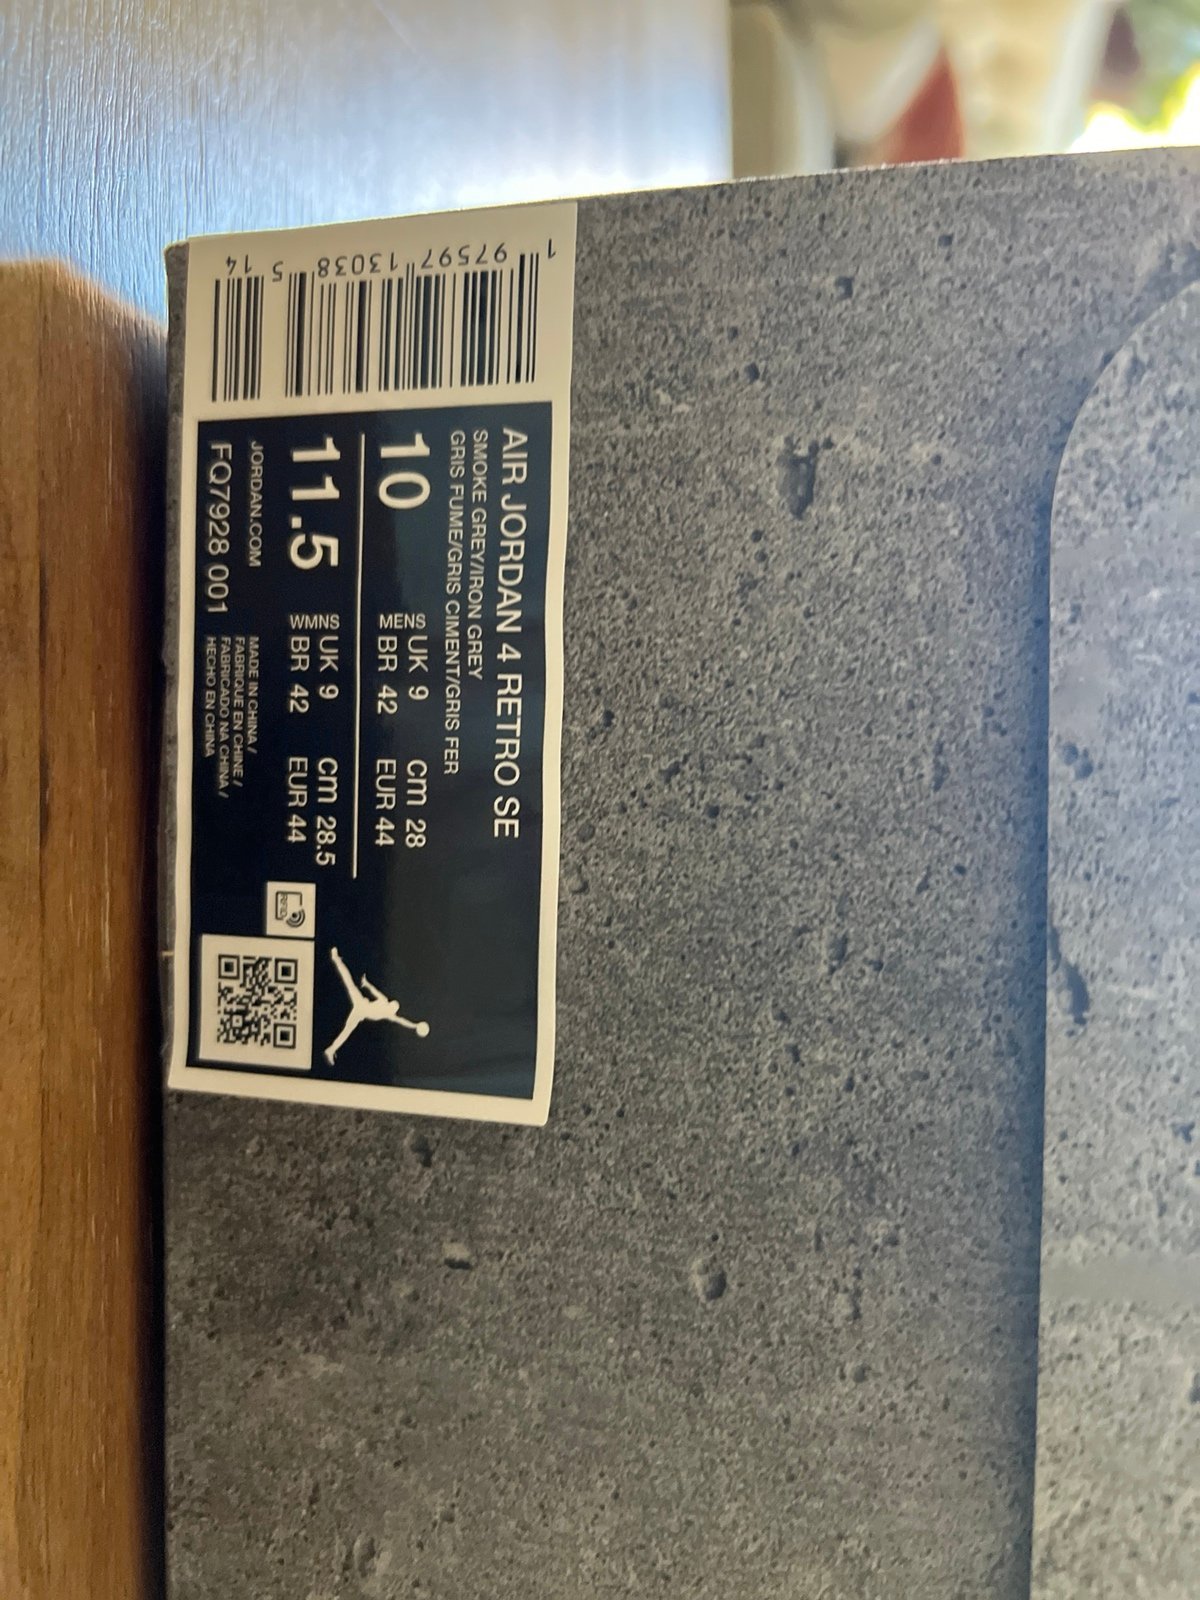 AIR JORDAN 4 RETRO SE
SMOKE GREY/IRON GREY
GRIS FUME/GRIS CIMENT/GRIS FER
10 MENS UK 9 cm 28
BR 42 EUR 44
11.5 WMNS UK 9 cm 28.5
BR 42 EUR 44
JORDAN.COM
FQ7928 001
MADE IN CHINA /
FABRIQUE EN CHINE /
FABRICADO NA CHINA /
HECHO EN CHINA
1 97597 13038 5 14